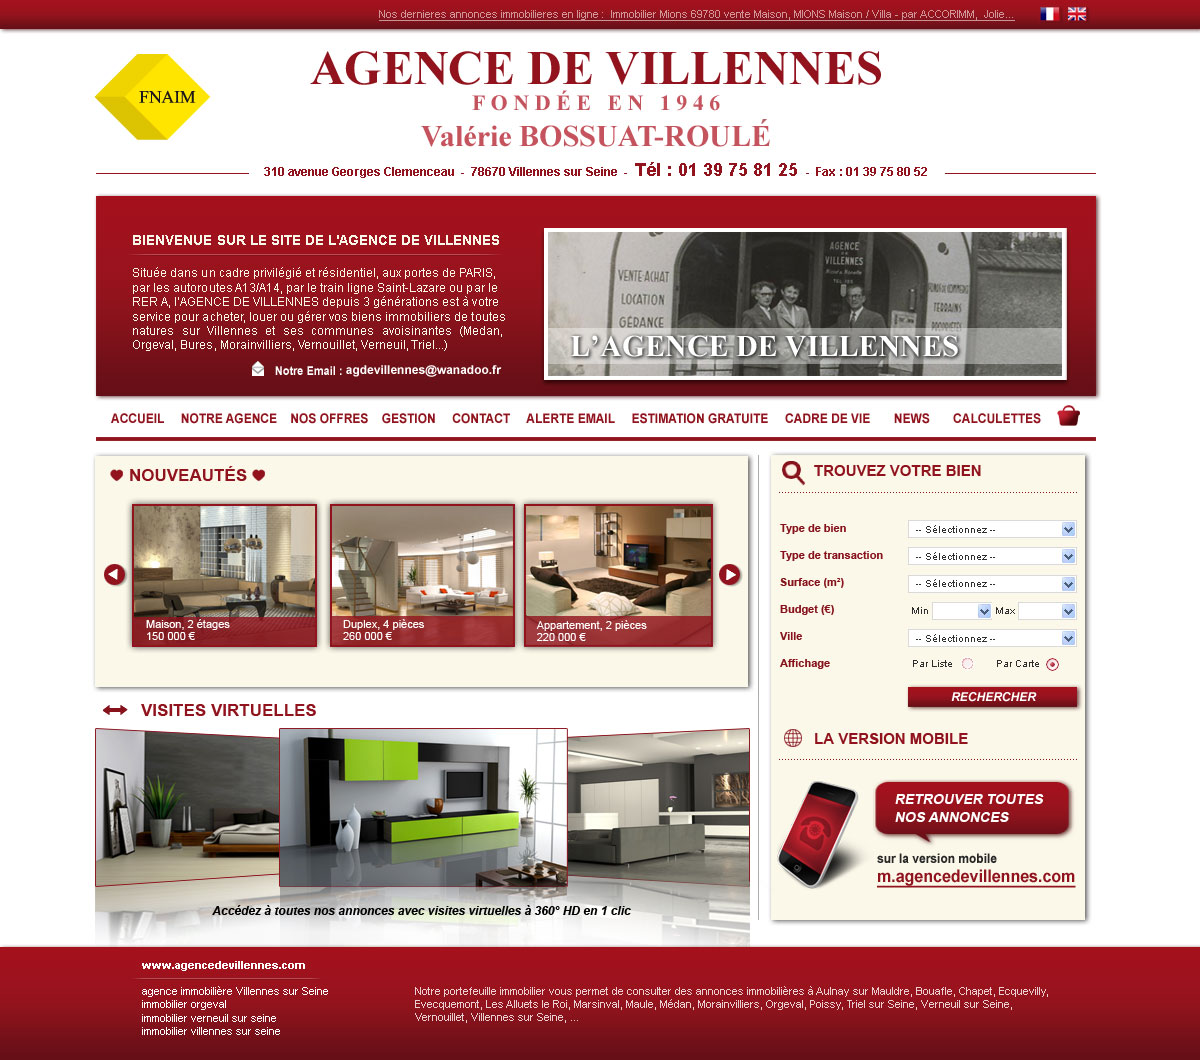 Nos dernieres annonces immobilieres en ligne : Immobilier Mions 69780 vente Maison, MIONS Maison / Villa - par ACCORIMM, Jolie...
FNAIM
AGENCE DE VILLENNES
FONDÉE EN 1946
Valérie BOSSUAT-ROULÉ
310 avenue Georges Clemenceau - 78670 Villennes sur Seine - Tél : 01 39 75 81 25 - Fax : 01 39 75 80 52
BIENVENUE SUR LE SITE DE L'AGENCE DE VILLENNES
Située dans un cadre privilégié et résidentiel, aux portes de PARIS,
par les autoroutes A13/A14, par le train ligne Saint-Lazare ou par le
RER A, l'AGENCE DE VILLENNES depuis 3 générations est à votre
service pour acheter, louer ou gérer vos biens immobiliers de toutes
natures sur Villennes et ses communes avoisinantes (Medan,
Orgeval, Bures, Morainvilliers, Vernouillet, Verneuil, Triel...)
Notre Email : agdevillennes@wanadoo.fr
AGENCE
DE
VILLENNES
VENTE-ACHAT
LOCATION
GÉRANCE
TERRAINS
L'AGENCE DE VILLENNES
ACCUEIL NOTRE AGENCE NOS OFFRES GESTION CONTACT ALERTE EMAIL ESTIMATION GRATUITE CADRE DE VIE NEWS CALCULETTES
NOUVEAUTÉS
Maison, 2 étages
150 000 €
Duplex, 4 pièces
260 000 €
Appartement, 2 pièces
220 000 €
VISITES VIRTUELLES
Accédez à toutes nos annonces avec visites virtuelles à 360° HD en 1 clic
TROUVEZ VOTRE BIEN
Type de bien -- Sélectionnez --
Type de transaction -- Sélectionnez --
Surface (m²) -- Sélectionnez --
Budget (€) Min Max
Ville -- Sélectionnez --
Affichage Par Liste Par Carte
RECHERCHER
LA VERSION MOBILE
RETROUVER TOUTES
NOS ANNONCES
sur la version mobile
m.agencedevillennes.com
www.agencedevillennes.com
agence immobilière Villennes sur Seine
immobilier orgeval
immobilier verneuil sur seine
immobilier villennes sur seine
Notre portefeuille immobilier vous permet de consulter des annonces immobilières à Aulnay sur Mauldre, Bouafle, Chapet, Ecquevilly,
Evecquemont, Les Alluets le Roi, Marsinval, Maule, Médan, Morainvilliers, Orgeval, Poissy, Triel sur Seine, Verneuil sur Seine,
Vernouillet, Villennes sur Seine, ...